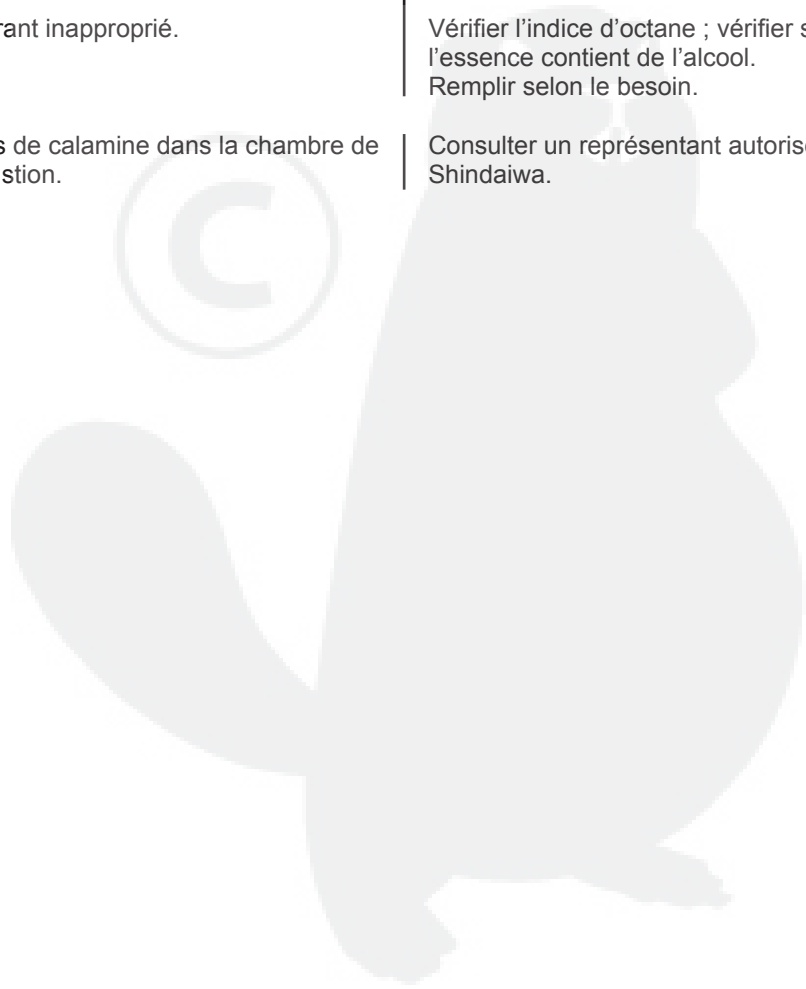 rant inapproprié.
Vérifier l’indice d’octane ; vérifier s
l’essence contient de l’alcool.
Remplir selon le besoin.
s de calamine dans la chambre de
stion.
Consulter un représentant autoris
Shindaiwa.
C